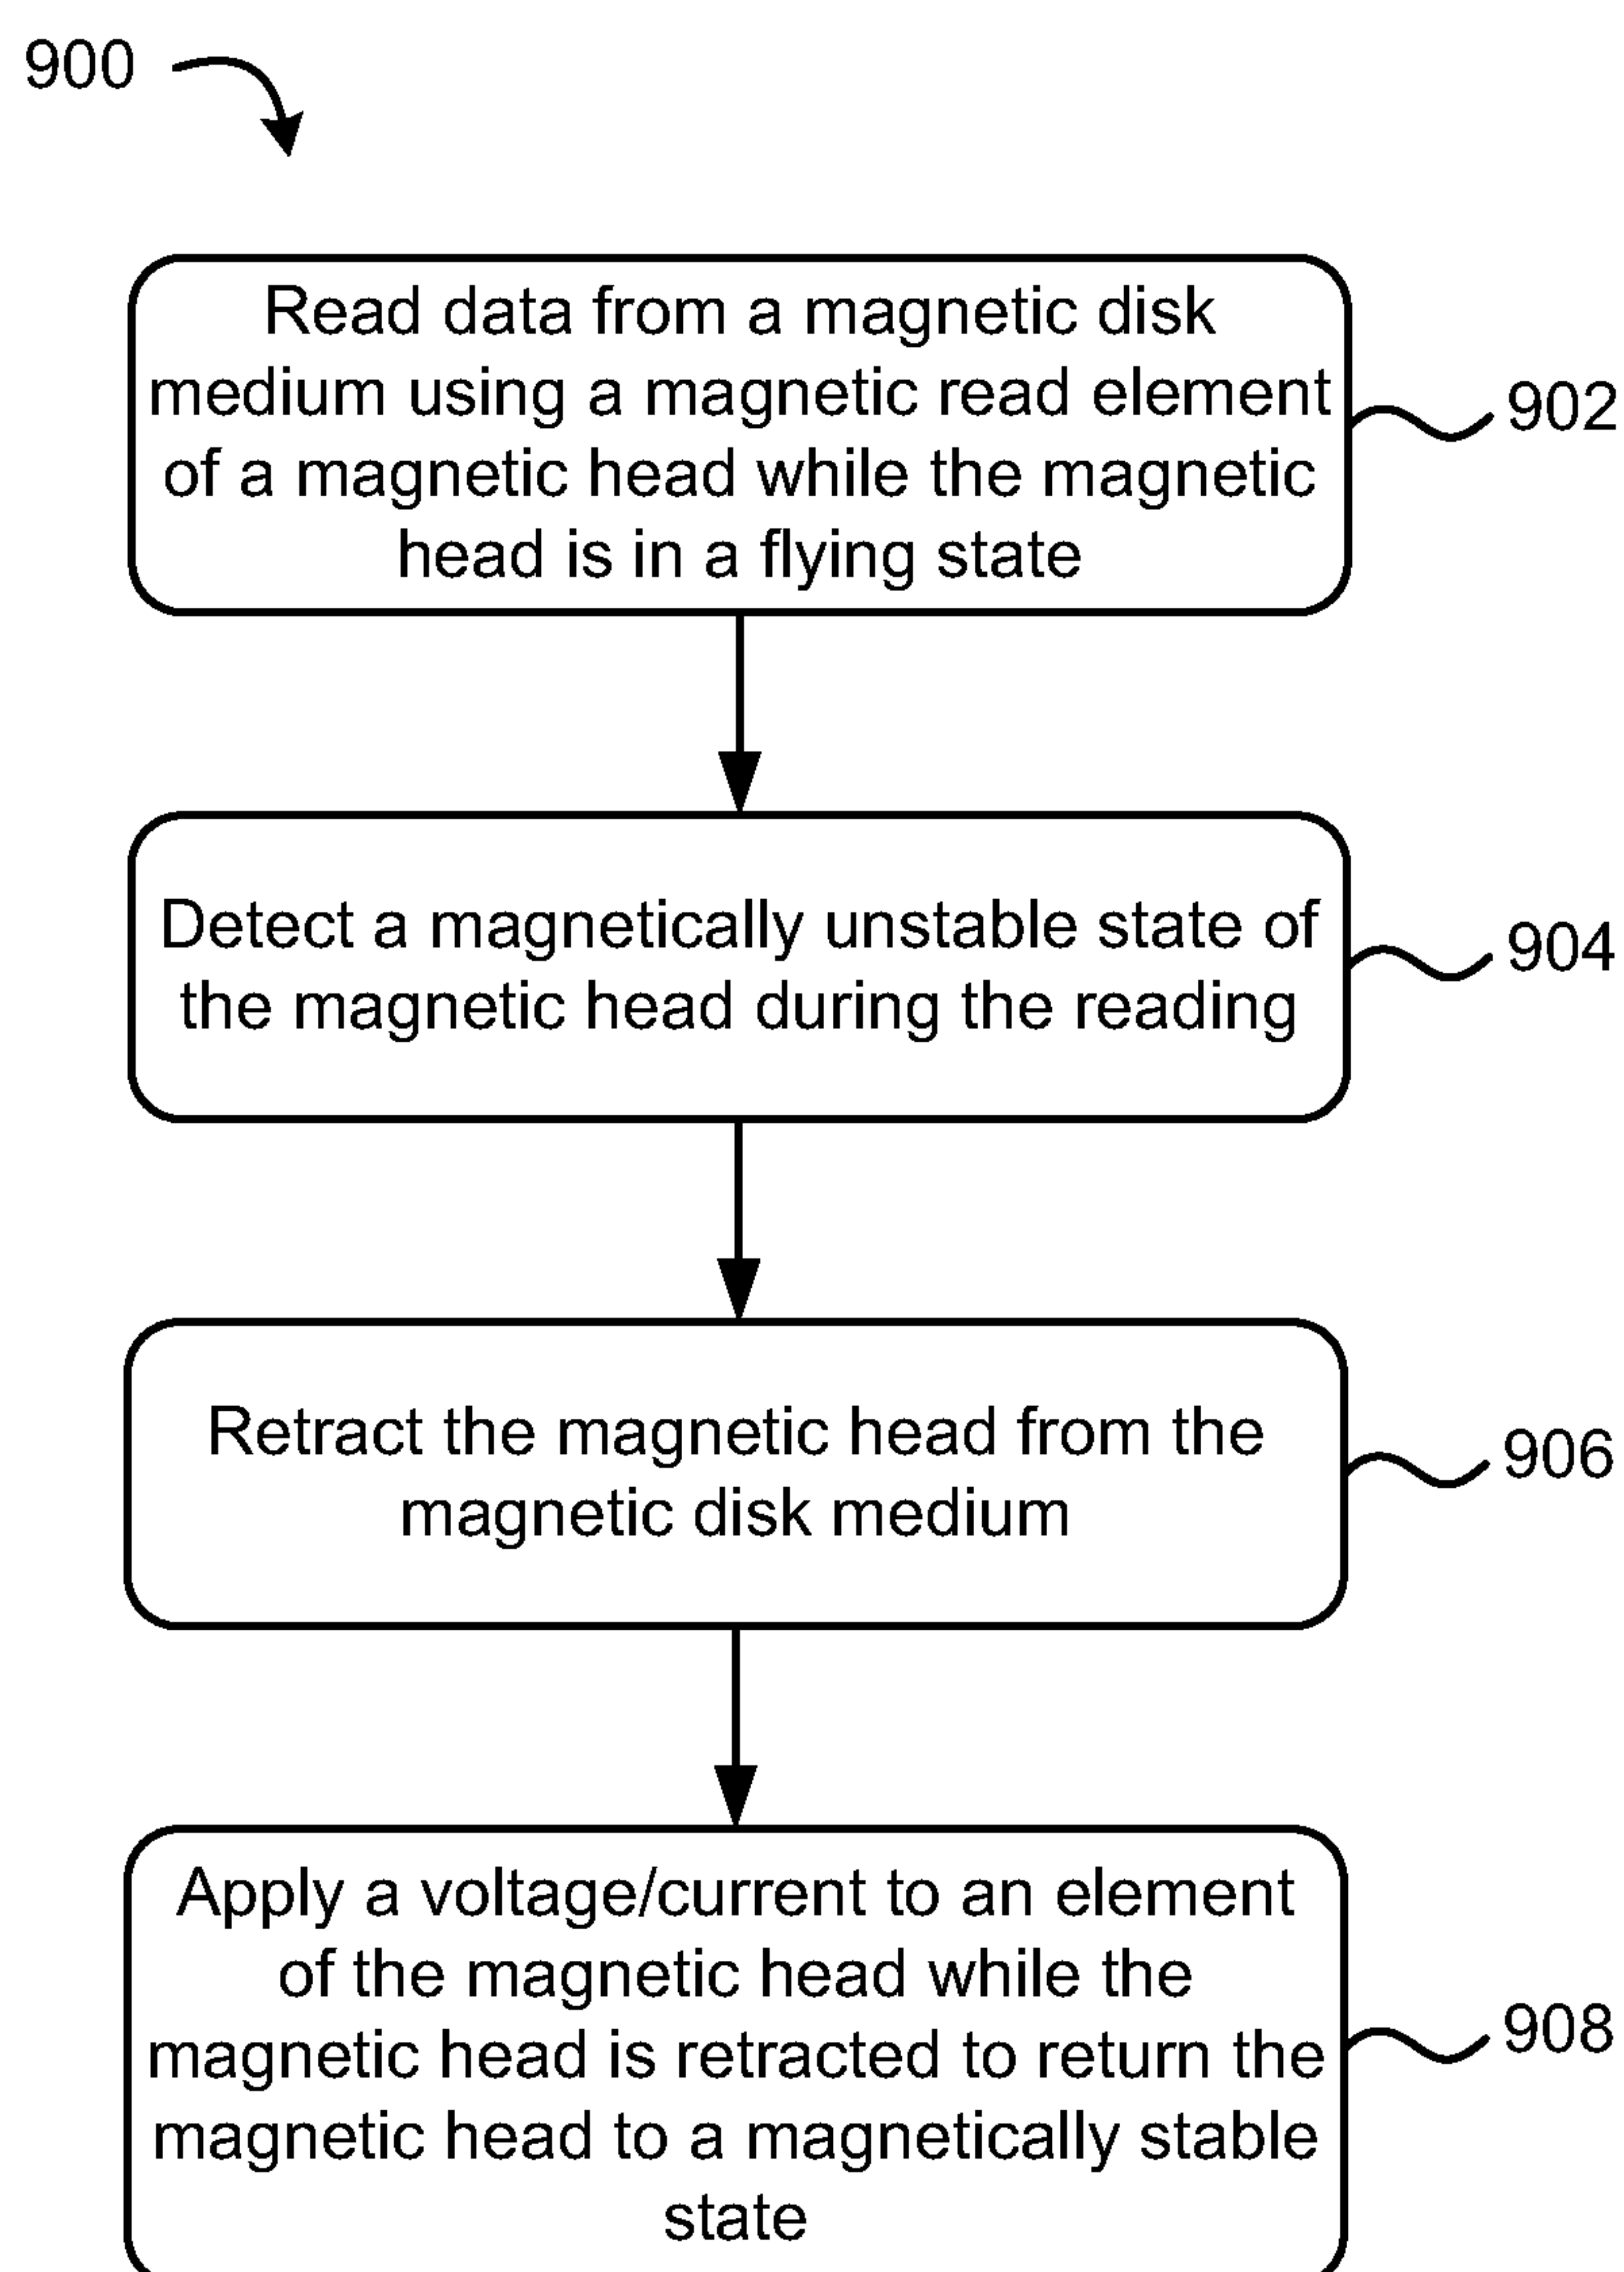 900
Read data from a magnetic disk
medium using a magnetic read element
of a magnetic head while the magnetic
head is in a flying state
902
Detect a magnetically unstable state of
the magnetic head during the reading
904
Retract the magnetic head from the
magnetic disk medium
906
Apply a voltage/current to an element
of the magnetic head while the
magnetic head is retracted to return the
magnetic head to a magnetically stable
state
908